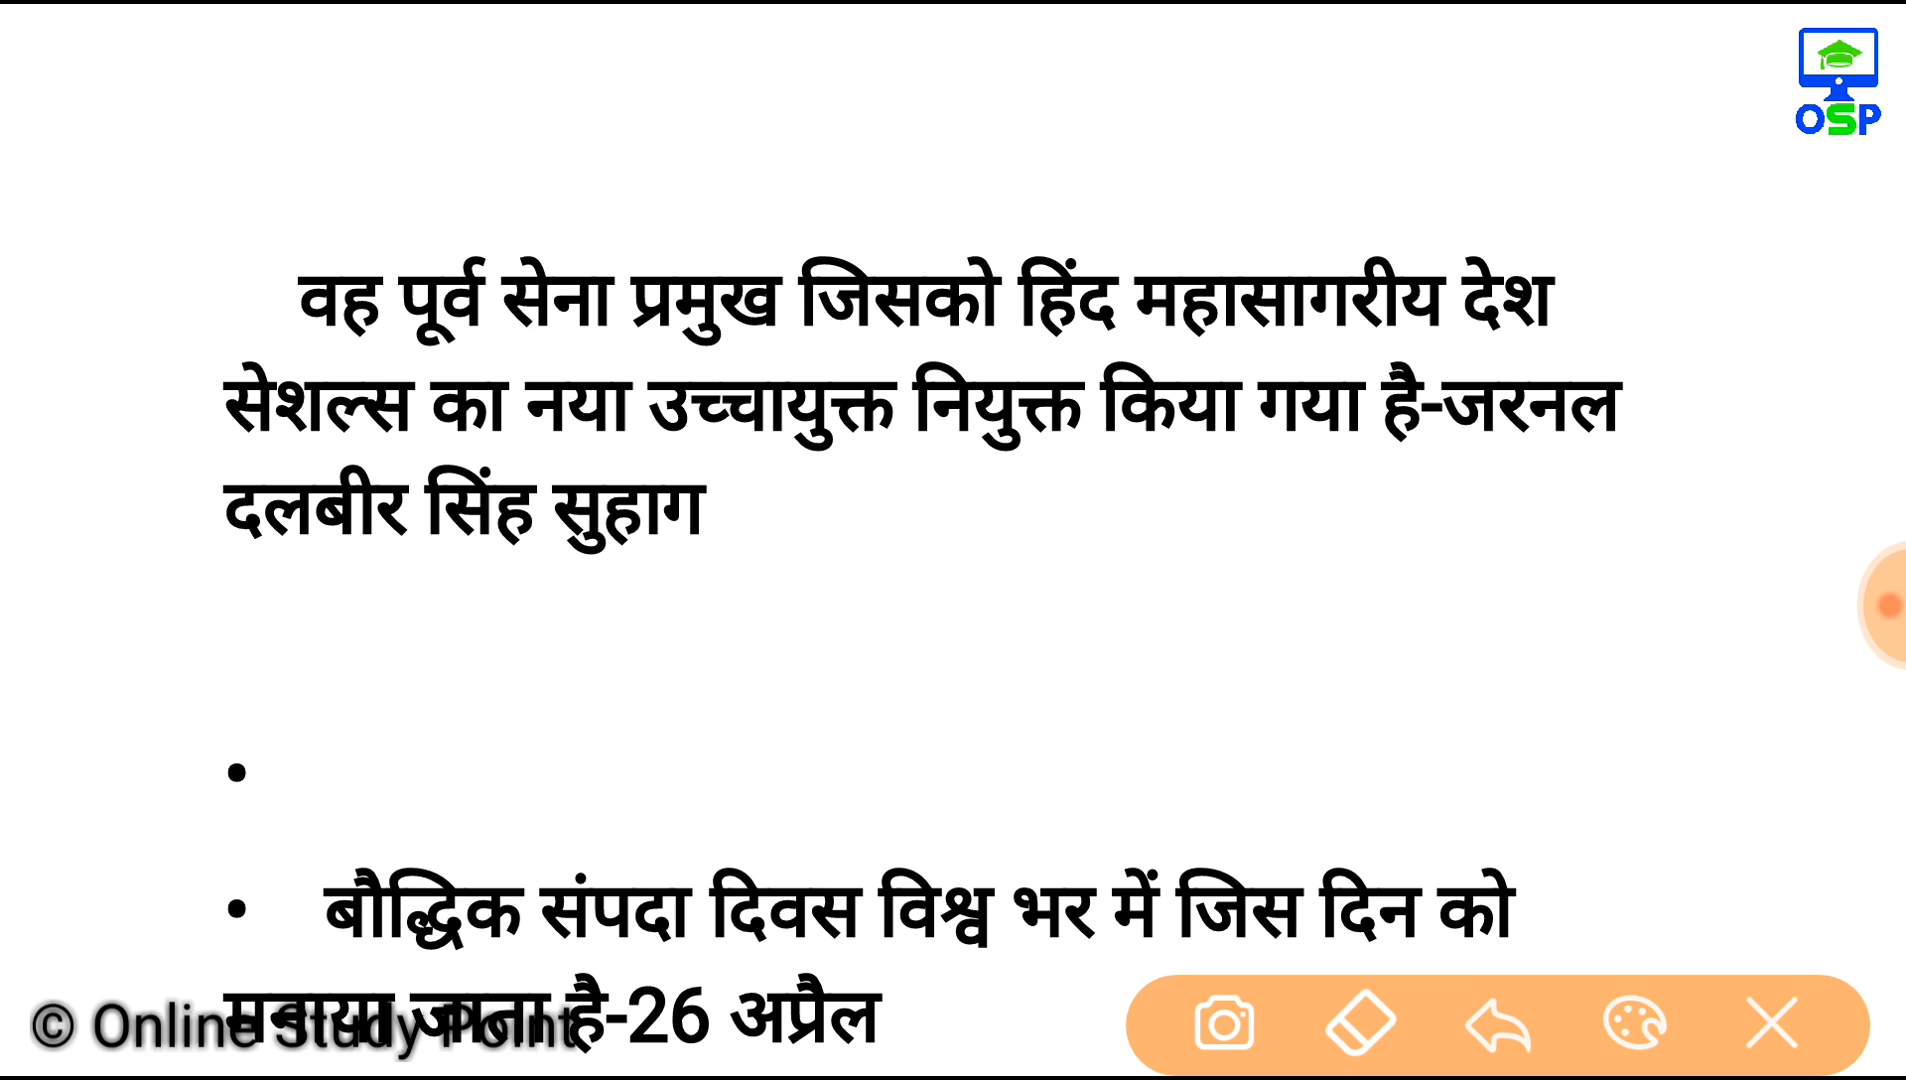 OSP
वह पूर्व सेना प्रमुख जिसको हिंद महासागरीय देश
सेशल्स का नया उच्चायुक्त नियुक्त किया गया है-जरनल
दलबीर सिंह सुहाग
•
• बौद्धिक संपदा दिवस विश्व भर में जिस दिन को
मनाया जाता है-26 अप्रैल
© Online Study Point